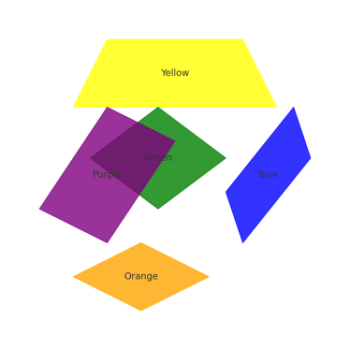 Yellow
Green
Purple
Blue
Orange